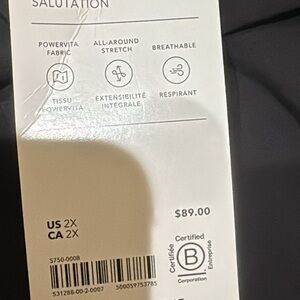 SALUTATION
POWERVITA FABRIC
ALL-AROUND STRETCH
BREATHABLE
TISSU POWERVITA
EXTENSIBILITÉ INTÉGRALE
RESPIRANT
$89.00
US 2X
CA 2X
Certified
Certifiée
B
Corporation
Entreprise
S750-0008
531288-00-2-0007 500059753785